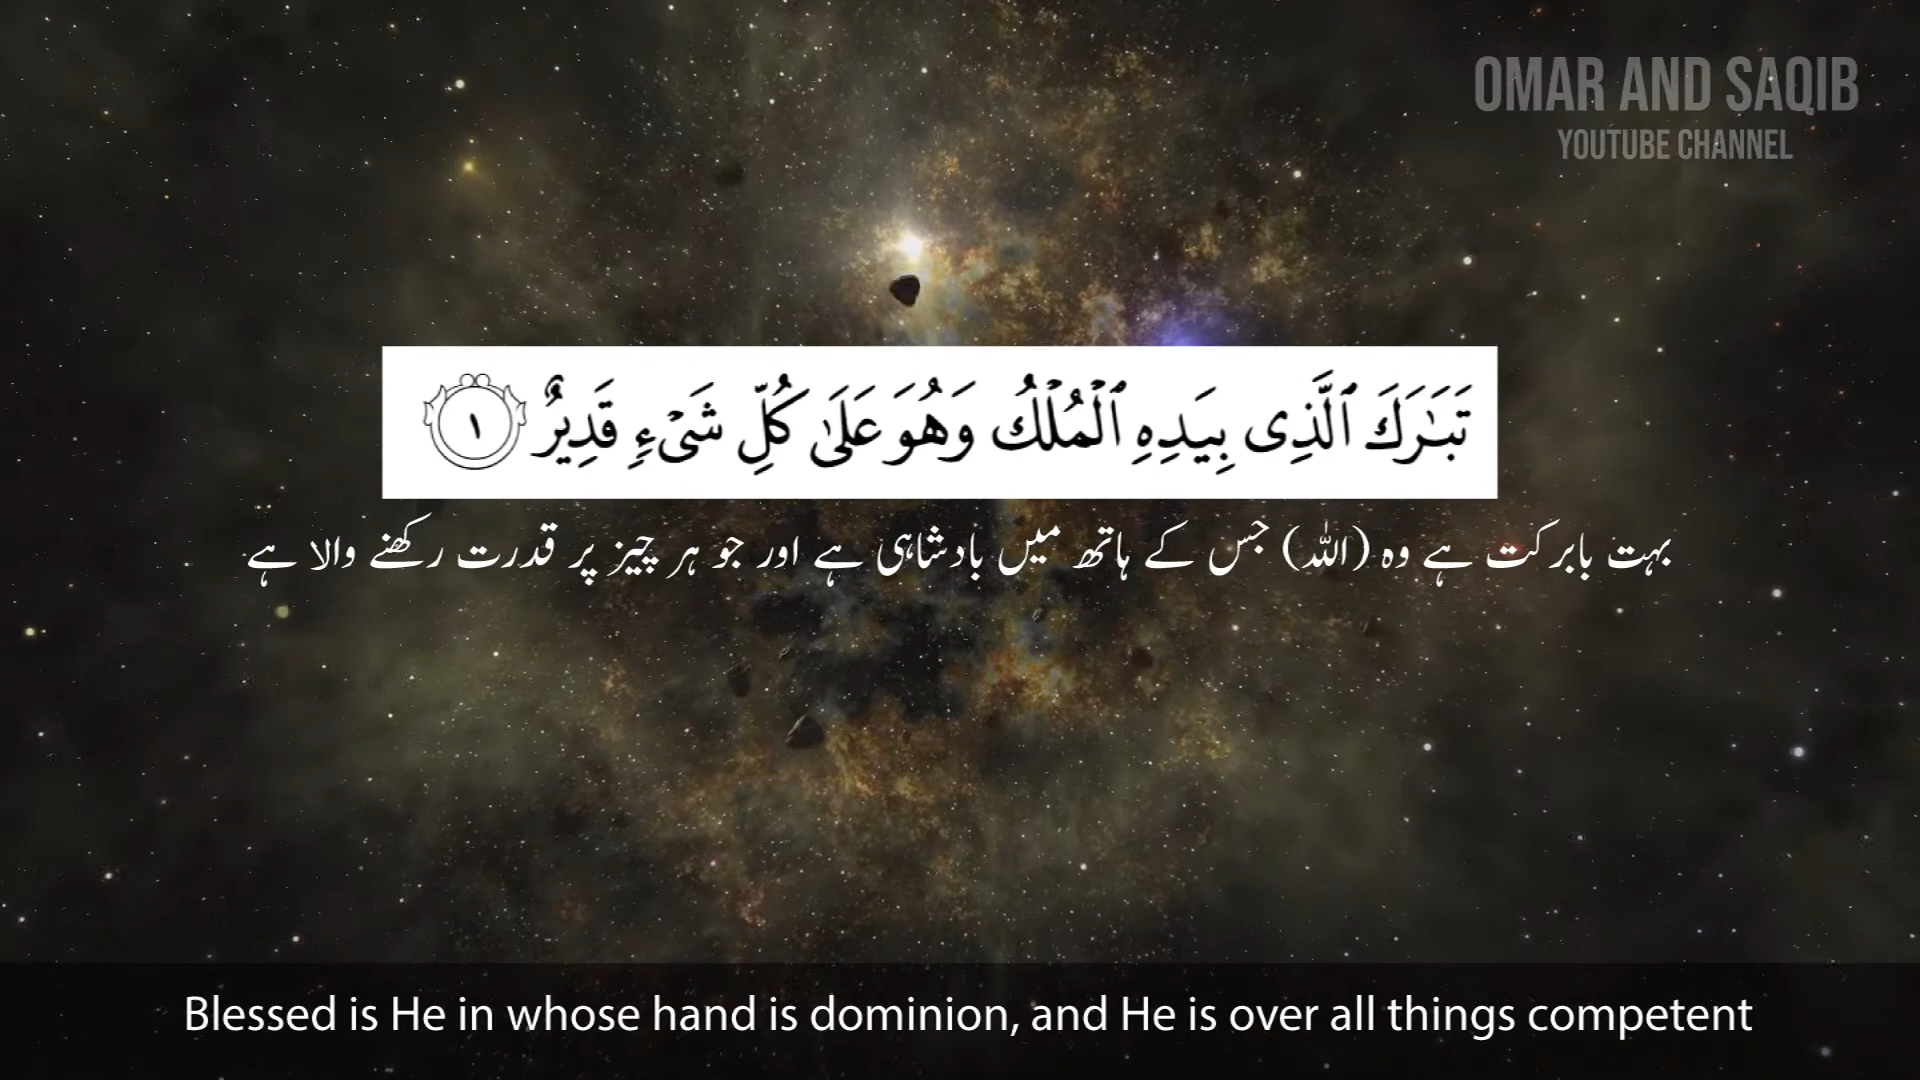 OMAR AND SAQIB
YOUTUBE CHANNEL
تَبَٰرَكَ ٱلَّذِى بِيَدِهِ ٱلْمُلْكُ وَهُوَ عَلَىٰ كُلِّ شَىْءٍ قَدِيرٌ ١
بہت بابرکت ہے وہ (اللہ) جس کے ہاتھ میں بادشاہی ہے اور جو ہر چیز پر قدرت رکھنے والا ہے
Blessed is He in whose hand is dominion, and He is over all things competent